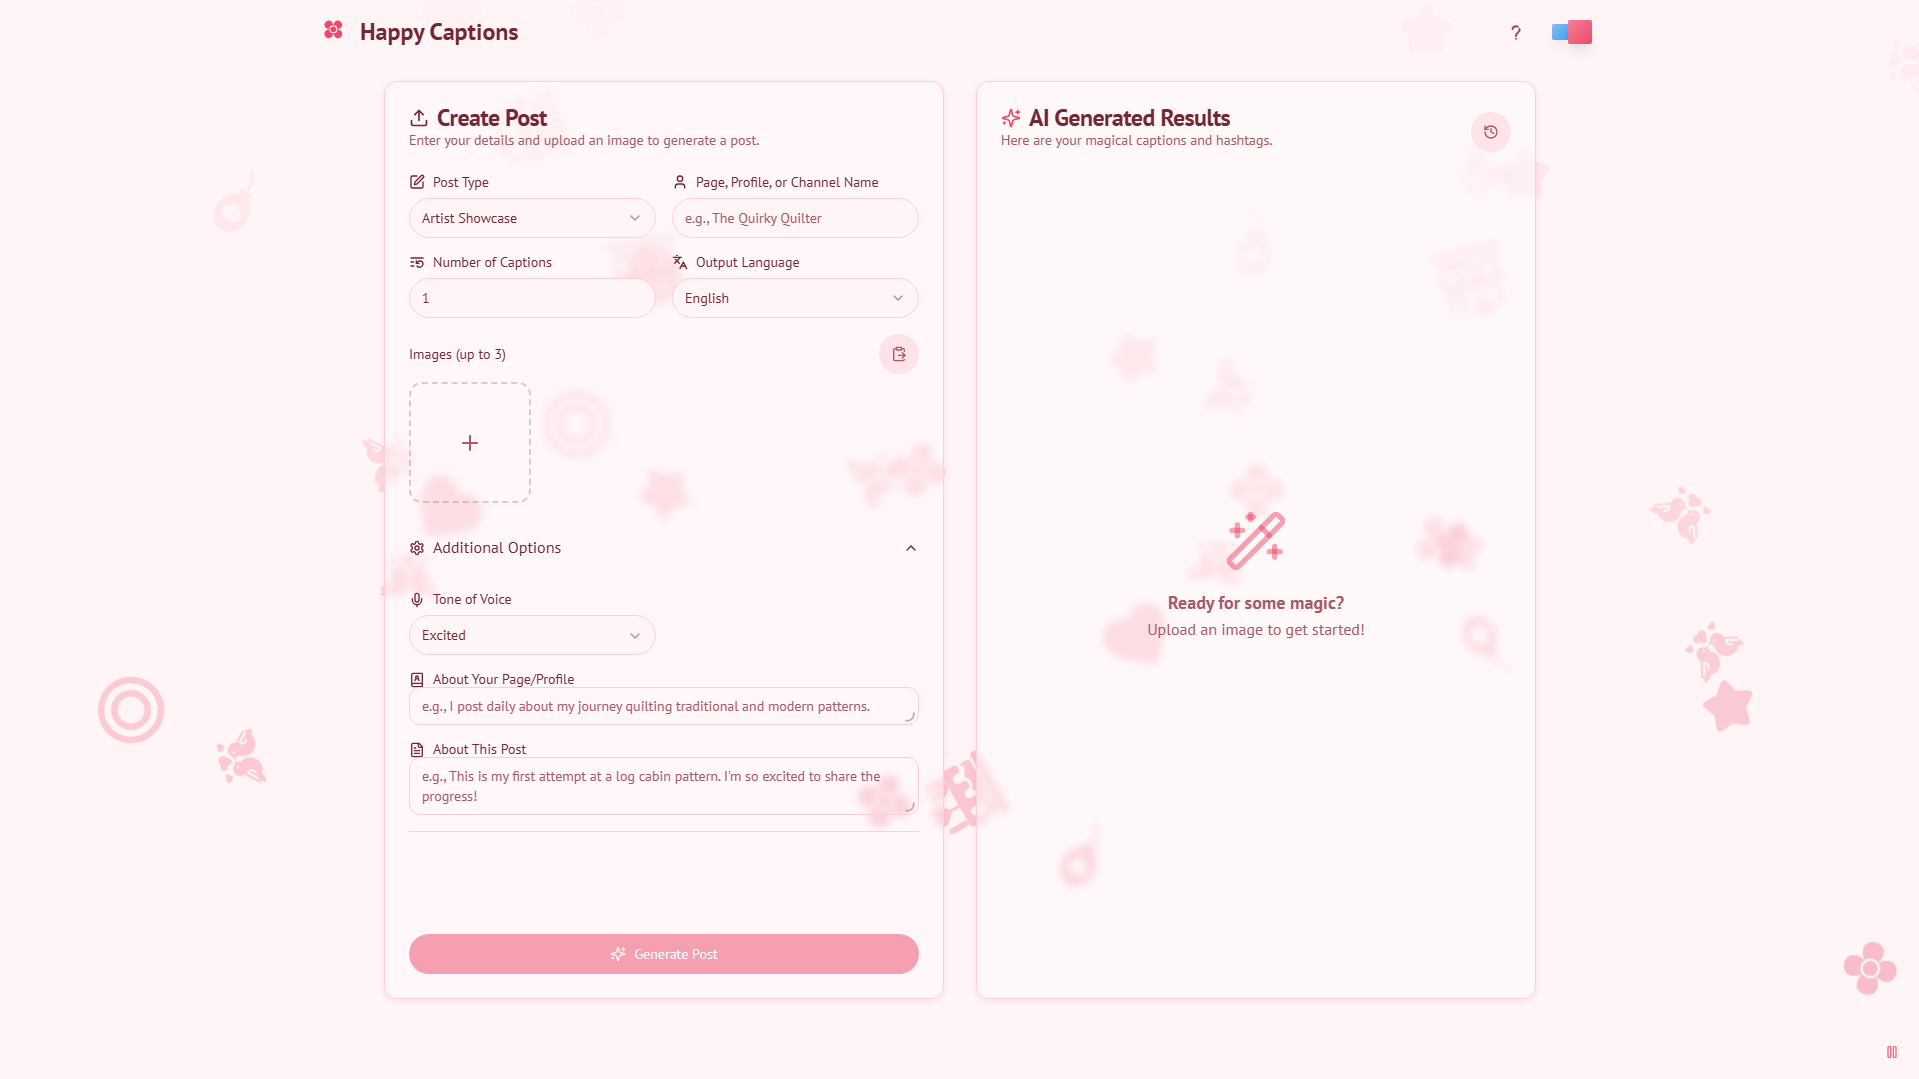 Happy Captions
?
Create Post
Enter your details and upload an image to generate a post.
Post Type
Page, Profile, or Channel Name
Artist Showcase
e.g., The Quirky Quilter
Number of Captions
Output Language
1
English
Images (up to 3)
Additional Options
Tone of Voice
Excited
About Your Page/Profile
e.g., I post daily about my journey quilting traditional and modern patterns.
About This Post
e.g., This is my first attempt at a log cabin pattern. I'm so excited to share the
progress!
Generate Post
AI Generated Results
Here are your magical captions and hashtags.
Ready for some magic?
Upload an image to get started!